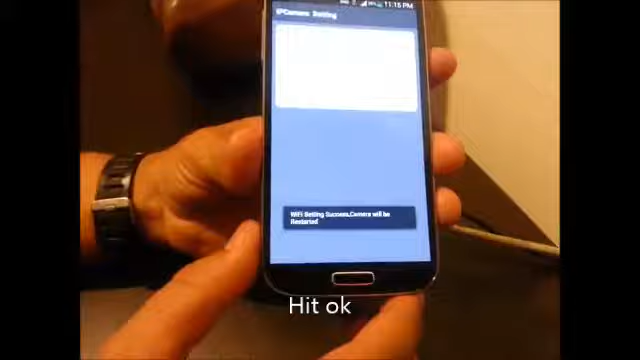 11:15 PM
IPCamera Setting
WiFi Setting Success,Camera will be
Restarted
Hit ok